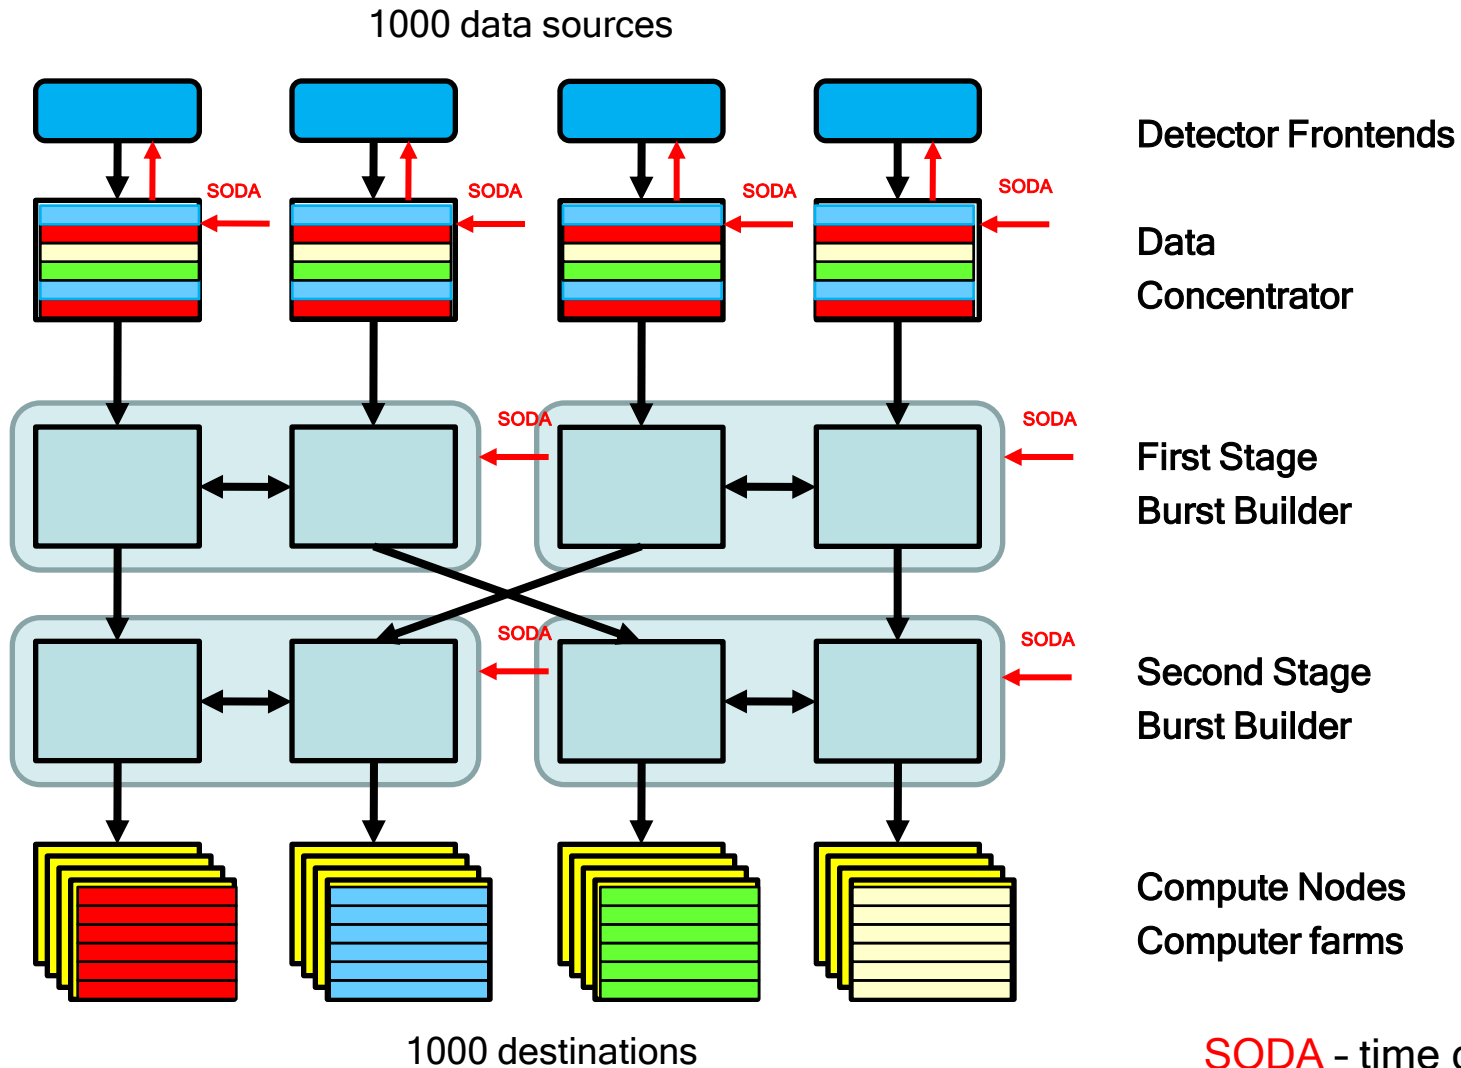 1000 data sources
Detector Frontends
SODA SODA SODA SODA
Data
Concentrator
SODA SODA
First Stage
Burst Builder
SODA SODA
Second Stage
Burst Builder
Compute Nodes
Computer farms
1000 destinations
SODA – time